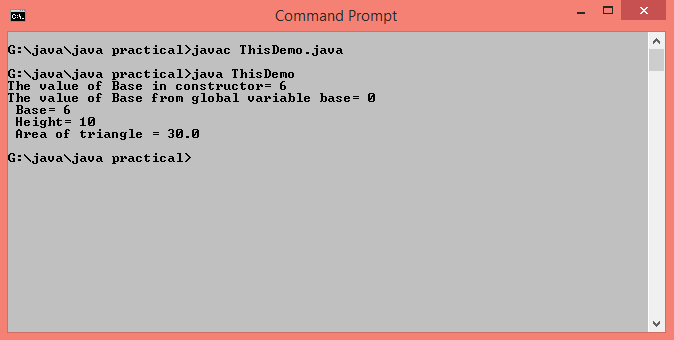 Command Prompt
G:\java\java practical>javac ThisDemo.java
G:\java\java practical>java ThisDemo
The value of Base in constructor= 6
The value of Base from global variable base= 0
Base= 6
Height= 10
Area of triangle = 30.0
G:\java\java practical>